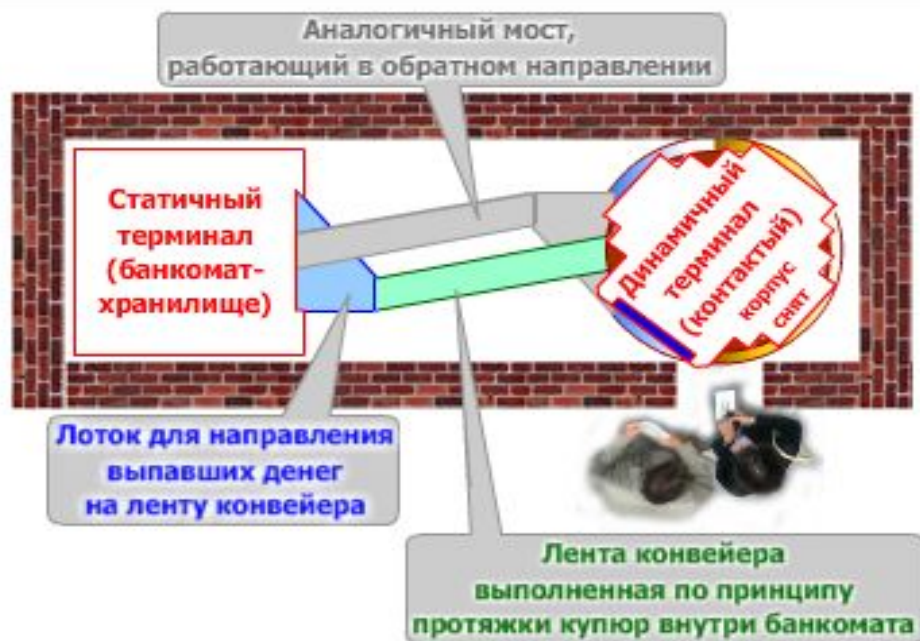 Аналогичный мост,
работающий в обратном направлении
Статичный
терминал
(банкомат-
хранилище)
Динамичный
терминал
(контактый)
корпус
снят
Лоток для направления
выпавших денег
на ленту конвейера
Лента конвейера
выполненная по принципу
протяжки купюр внутри банкомата